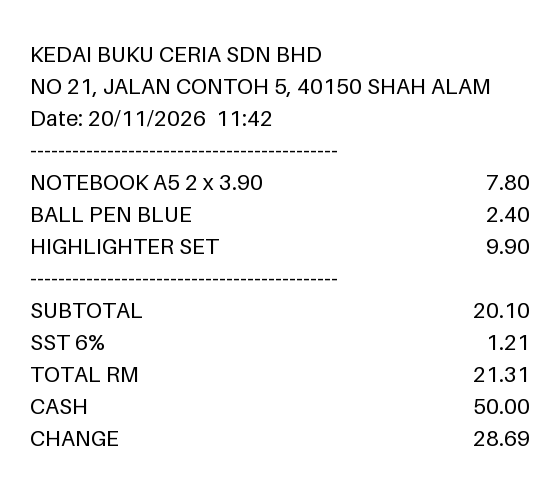 KEDAI BUKU CERIA SDN BHD
NO 21, JALAN CONTOH 5, 40150 SHAH ALAM
Date: 20/11/2026  11:42
--------------------------------------------
NOTEBOOK A5 2 x 3.90 7.80
BALL PEN BLUE 2.40
HIGHLIGHTER SET 9.90
--------------------------------------------
SUBTOTAL 20.10
SST 6% 1.21
TOTAL RM 21.31
CASH 50.00
CHANGE 28.69